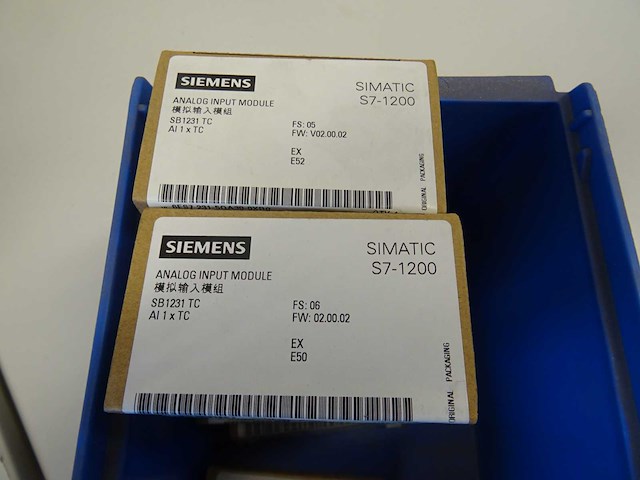 SIEMENS
SIMATIC
S7-1200
ANALOG INPUT MODULE
模拟输入模组
SB1231 TC
AI 1 x TC
FS: 05
FW: V02.00.02
EX
E52
ORIGINAL PACKAGING
SIEMENS
SIMATIC
S7-1200
ANALOG INPUT MODULE
模拟输入模组
SB1231 TC
AI 1 x TC
FS: 06
FW: 02.00.02
EX
E50
ORIGINAL PACKAGING